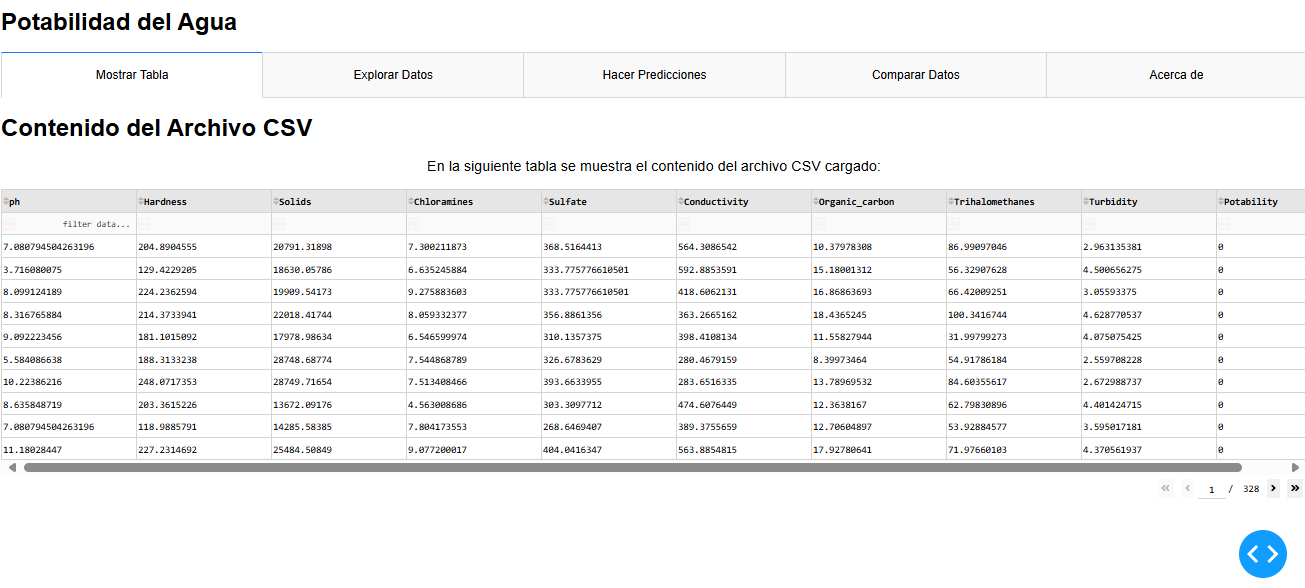 Potabilidad del Agua
Mostrar Tabla Explorar Datos Hacer Predicciones Comparar Datos Acerca de
Contenido del Archivo CSV
En la siguiente tabla se muestra el contenido del archivo CSV cargado:
ph Hardness Solids Chloramines Sulfate Conductivity Organic_carbon Trihalomethanes Turbidity Potability
filter data...
7.080794504263196 204.8904555 20791.31898 7.300211873 368.5164413 564.3086542 10.37978308 86.99097046 2.963135381 0
3.716080075 129.4229205 18630.05786 6.635245884 333.775776610501 592.8853591 15.18001312 56.32907628 4.500656275 0
8.099124189 224.2362594 19909.54173 9.275883603 333.775776610501 418.6062131 16.86863693 66.42009251 3.05593375 0
8.316765884 214.3733941 22018.41744 8.059332377 356.8861356 363.2665162 18.4365245 100.3416744 4.628770537 0
9.092223456 181.1015092 17978.98634 6.546599974 310.1357375 398.4108134 11.55827944 31.99799273 4.075075425 0
5.584086638 188.3133238 28748.68774 7.544868789 326.6783629 280.4679159 8.39973464 54.91786184 2.559708228 0
10.22386216 248.0717353 28749.71654 7.513408466 393.6633955 283.6516335 13.78969532 84.60355617 2.672988737 0
8.635848719 203.3615226 13672.09176 4.563008686 303.3097712 474.6076449 12.3638167 62.79830896 4.401424715 0
7.080794504263196 118.9885791 14285.58385 7.804173553 268.6469407 389.3755659 12.70604897 53.92884577 3.595017181 0
11.18028447 227.2314692 25484.50849 9.077200017 404.0416347 563.8854815 17.92780641 71.97660103 4.370561937 0
1 / 328